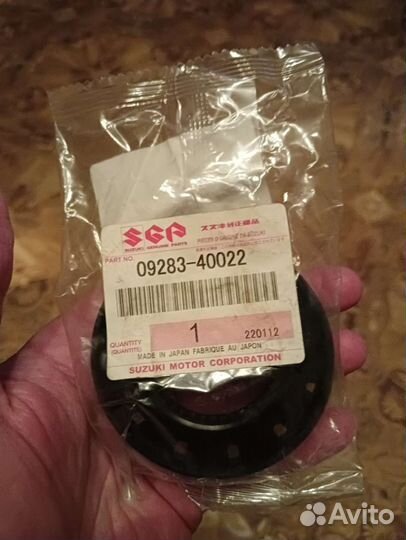 SGP
SUZUKI GENUINE PARTS
スズキ純正部品
PIECES D'ORIGINE DE SUZUKI
PART NO.
09283-40022
QUANTITY
(QUANTITE)
1
220112
MADE IN JAPAN FABRIQUE AU JAPON
SUZUKI MOTOR CORPORATION
Avito